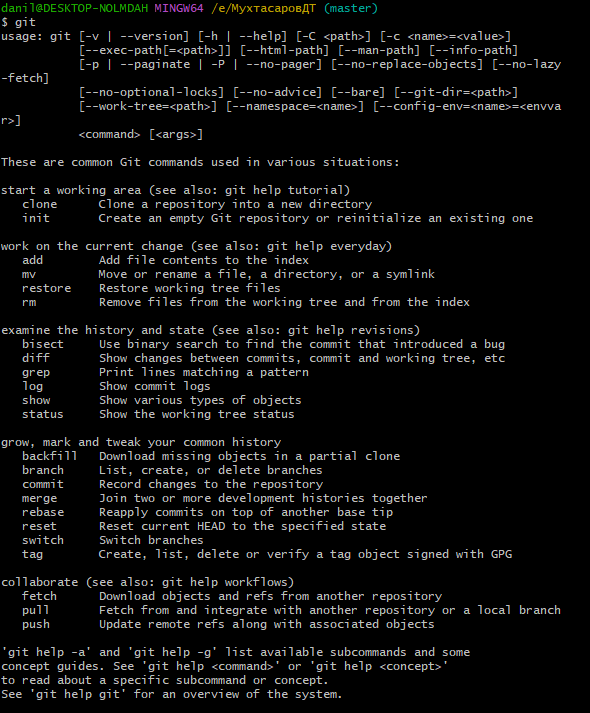 danil@DESKTOP-NOLMDAH MINGW64 /e/МухтасаровДТ (master)
$ git
usage: git [-v | --version] [-h | --help] [-C <path>] [-c <name>=<value>]
           [--exec-path[=<path>]] [--html-path] [--man-path] [--info-path]
           [-p | --paginate | -P | --no-pager] [--no-replace-objects] [--no-lazy
-fetch]
           [--no-optional-locks] [--no-advice] [--bare] [--git-dir=<path>]
           [--work-tree=<path>] [--namespace=<name>] [--config-env=<name>=<envva
r>]
           <command> [<args>]

These are common Git commands used in various situations:

start a working area (see also: git help tutorial)
   clone      Clone a repository into a new directory
   init       Create an empty Git repository or reinitialize an existing one

work on the current change (see also: git help everyday)
   add        Add file contents to the index
   mv         Move or rename a file, a directory, or a symlink
   restore    Restore working tree files
   rm         Remove files from the working tree and from the index

examine the history and state (see also: git help revisions)
   bisect     Use binary search to find the commit that introduced a bug
   diff       Show changes between commits, commit and working tree, etc
   grep       Print lines matching a pattern
   log        Show commit logs
   show       Show various types of objects
   status     Show the working tree status

grow, mark and tweak your common history
   backfill   Download missing objects in a partial clone
   branch     List, create, or delete branches
   commit     Record changes to the repository
   merge      Join two or more development histories together
   rebase     Reapply commits on top of another base tip
   reset      Reset current HEAD to the specified state
   switch     Switch branches
   tag        Create, list, delete or verify a tag object signed with GPG

collaborate (see also: git help workflows)
   fetch      Download objects and refs from another repository
   pull       Fetch from and integrate with another repository or a local branch
   push       Update remote refs along with associated objects

'git help -a' and 'git help -g' list available subcommands and some
concept guides. See 'git help <command>' or 'git help <concept>'
to read about a specific subcommand or concept.
See 'git help git' for an overview of the system.